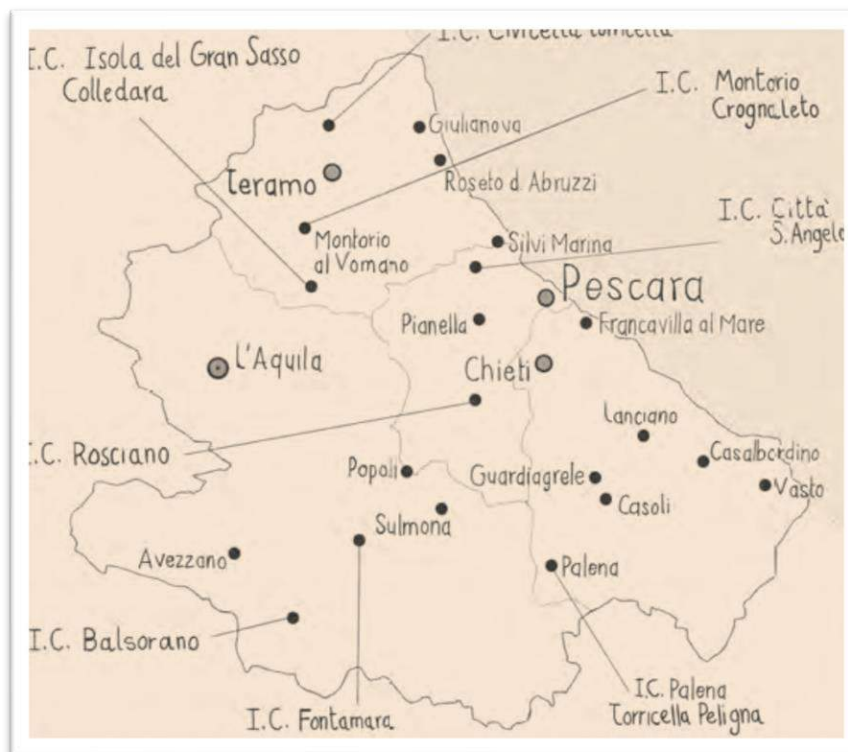 I.C. Civitella Torricella
I.C. Isola del Gran Sasso
Colledara
I.C. Montorio
Crognaleto
Giulianova
Teramo
Roseto d. Abruzzi
I.C. Città
S. Angelo
Montorio
al Vomano
Silvi Marina
Pescara
Pianella
Francavilla al Mare
L'Aquila
Chieti
Lanciano
I.C. Rosciano
Casalbordino
Popoli
Guardiagrele
Vasto
Casoli
Sulmona
Avezzano
Palena
I.C. Balsorano
I.C. Palena
Torricella Peligna
I.C. Fontamara